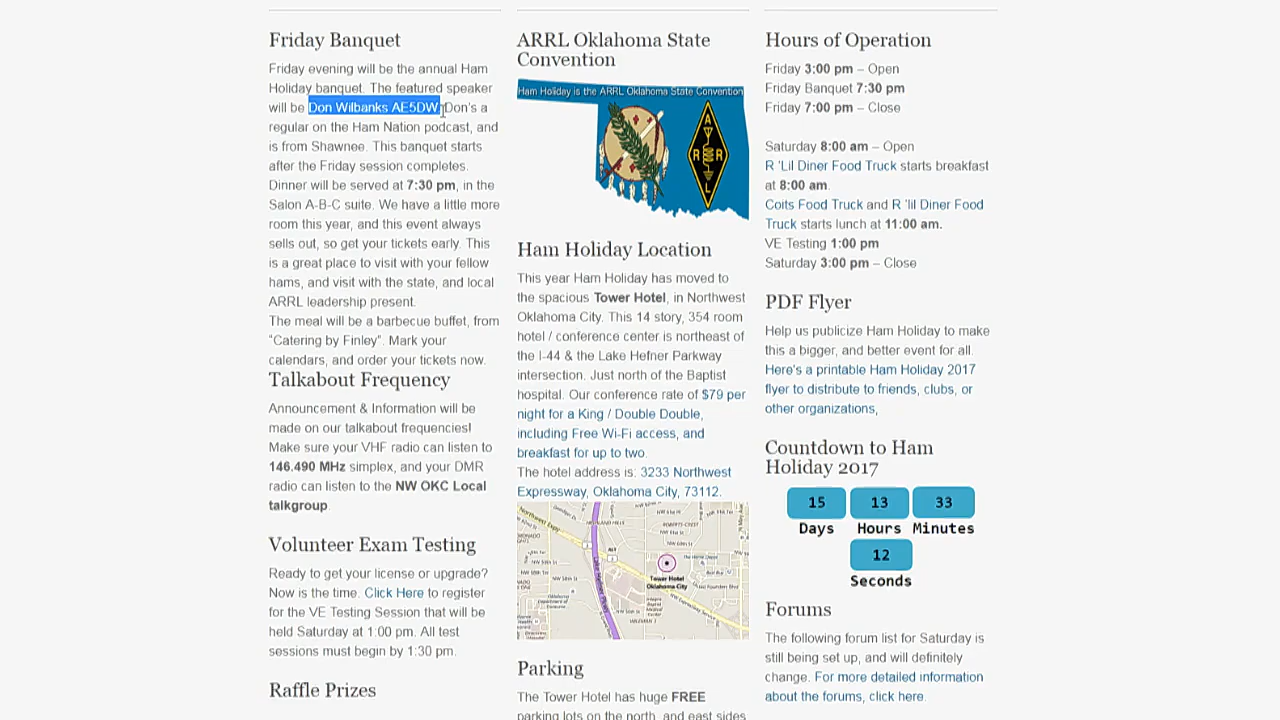 Friday Banquet
Friday evening will be the annual Ham
Holiday banquet. The featured speaker
will be Don Wilbanks AE5DW. Don's a
regular on the Ham Nation podcast, and
is from Shawnee. This banquet starts
after the Friday session completes.
Dinner will be served at 7:30 pm, in the
Salon A-B-C suite. We have a little more
room this year, and this event always
sells out, so get your tickets early. This
is a great place to visit with your fellow
hams, and visit with the state, and local
ARRL leadership present.
The meal will be a barbecue buffet, from
"Catering by Finley". Mark your
calendars, and order your tickets now.
Talkabout Frequency
Announcement & Information will be
made on our talkabout frequencies!
Make sure your VHF radio can listen to
146.490 MHz simplex, and your DMR
radio can listen to the NW OKC Local
talkgroup
Volunteer Exam Testing
Ready to get your license or upgrade?
Now is the time. Click Here to register
for the VE Testing Session that will be
held Saturday at 1:00 pm. All test
sessions must begin by 1:30 pm.
Raffle Prizes
ARRL Oklahoma State
Convention
Ham Holiday is the ARRL Oklahoma State Convention
A
R R
L
Ham Holiday Location
This year Ham Holiday has moved to
the spacious Tower Hotel, in Northwest
Oklahoma City. This 14 story, 354 room
hotel / conference center is northeast of
the I-44 & the Lake Hefner Parkway
intersection. Just north of the Baptist
hospital. Our conference rate of $79 per
night for a King / Double Double,
including Free Wi-Fi access, and
breakfast for up to two.
The hotel address is: 3233 Northwest
Expressway, Oklahoma City, 73112.
Tower Hotel
Oklahoma City
Parking
The Tower Hotel has huge FREE
parking lots on the north, and east sides
Hours of Operation
Friday 3:00 pm – Open
Friday Banquet 7:30 pm
Friday 7:00 pm – Close
Saturday 8:00 am – Open
R 'Lil Diner Food Truck starts breakfast
at 8:00 am.
Coits Food Truck and R 'lil Diner Food
Truck starts lunch at 11:00 am.
VE Testing 1:00 pm
Saturday 3:00 pm – Close
PDF Flyer
Help us publicize Ham Holiday to make
this a bigger, and better event for all.
Here's a printable Ham Holiday 2017
flyer to distribute to friends, clubs, or
other organizations,
Countdown to Ham
Holiday 2017
15 13 33
Days Hours Minutes
12
Seconds
Forums
The following forum list for Saturday is
still being set up, and will definitely
change. For more detailed information
about the forums, click here.